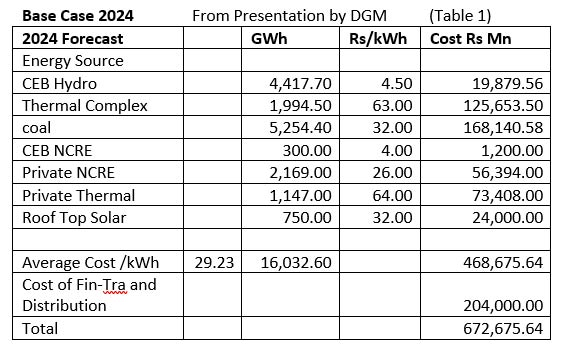 Base Case 2024 From Presentation by DGM (Table 1)
2024 Forecast GWh Rs/kWh Cost Rs Mn
Energy Source
CEB Hydro 4,417.70 4.50 19,879.56
Thermal Complex 1,994.50 63.00 125,653.50
coal 5,254.40 32.00 168,140.58
CEB NCRE 300.00 4.00 1,200.00
Private NCRE 2,169.00 26.00 56,394.00
Private Thermal 1,147.00 64.00 73,408.00
Roof Top Solar 750.00 32.00 24,000.00
Average Cost /kWh 29.23 16,032.60 468,675.64
Cost of Fin-Tra and
Distribution 204,000.00
Total 672,675.64